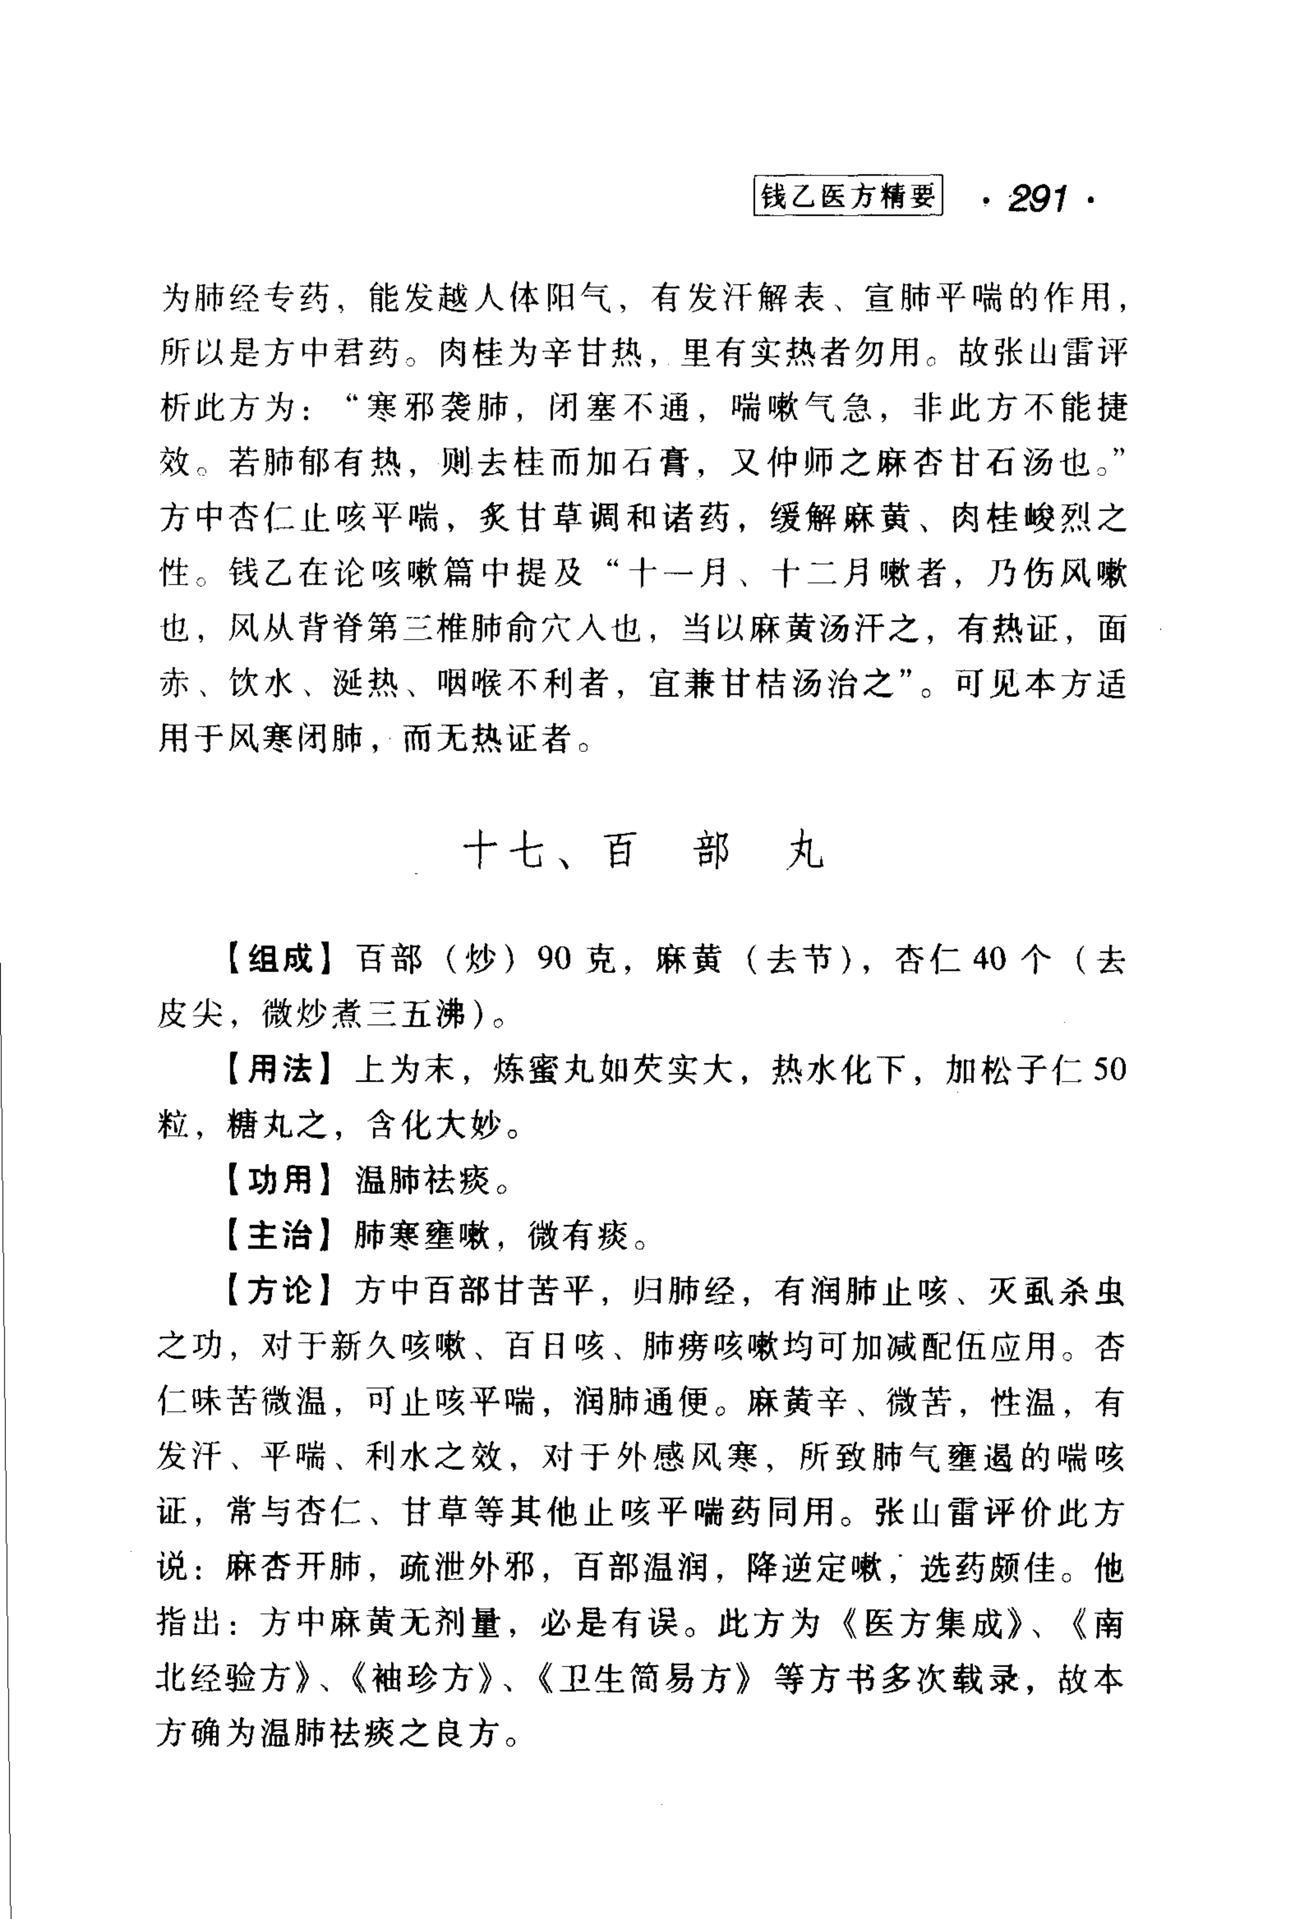 钱乙医方精要 · 291 ·
为肺经专药，能发越人体阳气，有发汗解表、宣肺平喘的作用，
所以是方中君药。肉桂为辛甘热，里有实热者勿用。故张山雷评
析此方为：“寒邪袭肺，闭塞不通，喘嗽气急，非此方不能捷
效。若肺郁有热，则去桂而加石膏，又仲师之麻杏甘石汤也。”
方中杏仁止咳平喘，炙甘草调和诸药，缓解麻黄、肉桂峻烈之
性。钱乙在论咳嗽篇中提及“十一月、十二月嗽者，乃伤风嗽
也，风从背脊第三椎肺俞穴入也，当以麻黄汤汗之，有热证，面
赤、饮水、涎热、咽喉不利者，宜兼甘桔汤治之”。可见本方适
用于风寒闭肺，而无热证者。
十七、百部丸
【组成】百部（炒）90克，麻黄（去节），杏仁40个（去
皮尖，微炒煮三五沸）。
【用法】上为末，炼蜜丸如芡实大，热水化下，加松子仁50
粒，糖丸之，含化大妙。
【功用】温肺祛痰。
【主治】肺寒壅嗽，微有痰。
【方论】方中百部甘苦平，归肺经，有润肺止咳、灭虱杀虫
之功，对于新久咳嗽、百日咳、肺痨咳嗽均可加减配伍应用。杏
仁味苦微温，可止咳平喘，润肺通便。麻黄辛、微苦，性温，有
发汗、平喘、利水之效，对于外感风寒，所致肺气壅遏的喘咳
证，常与杏仁、甘草等其他止咳平喘药同用。张山雷评价此方
说：麻杏开肺，疏泄外邪，百部温润，降逆定嗽，选药颇佳。他
指出：方中麻黄无剂量，必是有误。此方为《医方集成》、《南
北经验方》、《袖珍方》、《卫生简易方》等方书多次载录，故本
方确为温肺祛痰之良方。